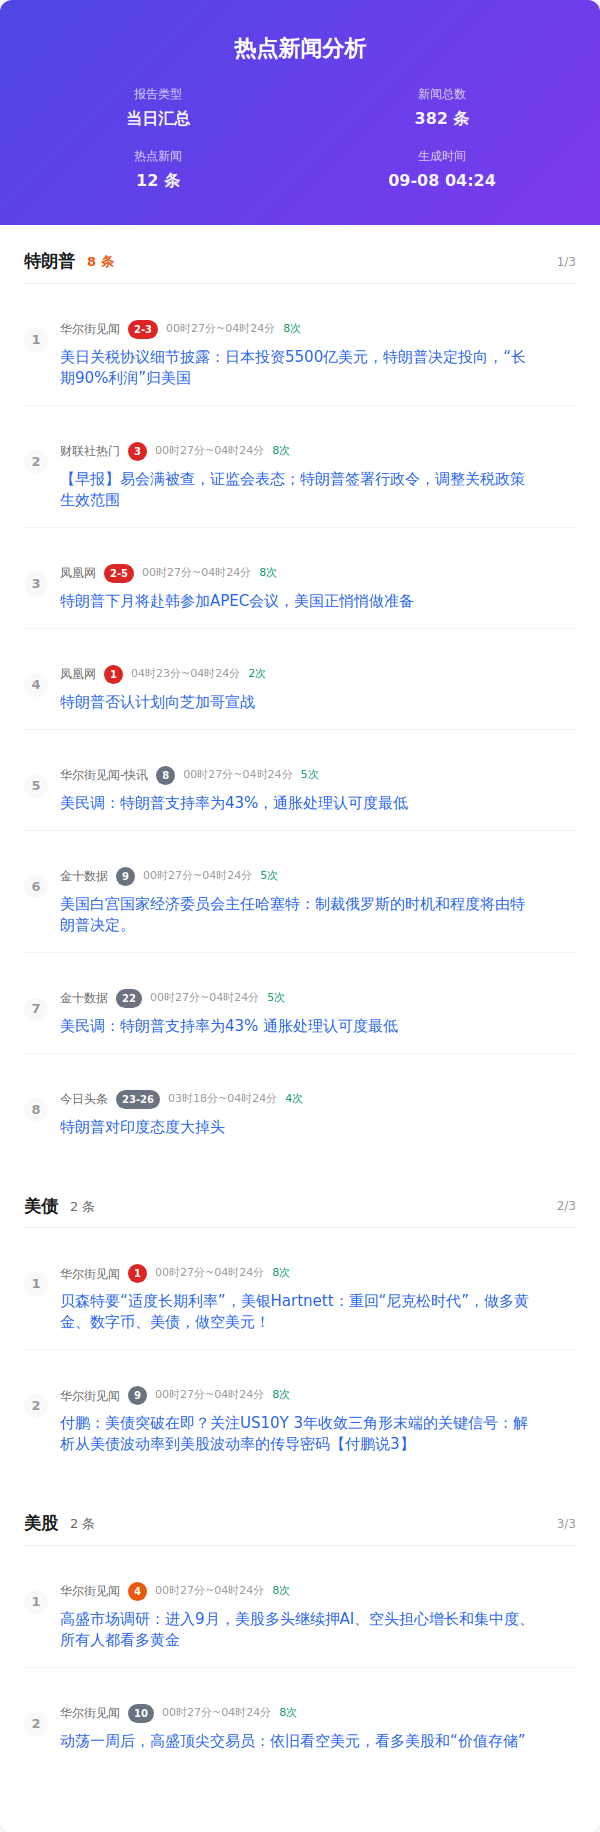 热点新闻分析
报告类型
当日汇总
新闻总数
382 条
热点新闻
12 条
生成时间
09-08 04:24
特朗普 8 条 1/3
1
华尔街见闻 2-3 00时27分~04时24分 8次
美日关税协议细节披露：日本投资5500亿美元，特朗普决定投向，“长
期90%利润”归美国
2
财联社热门 3 00时27分~04时24分 8次
【早报】易会满被查，证监会表态；特朗普签署行政令，调整关税政策
生效范围
3
凤凰网 2-5 00时27分~04时24分 8次
特朗普下月将赴韩参加APEC会议，美国正悄悄做准备
4
凤凰网 1 04时23分~04时24分 2次
特朗普否认计划向芝加哥宣战
5
华尔街见闻-快讯 8 00时27分~04时24分 5次
美民调：特朗普支持率为43%，通胀处理认可度最低
6
金十数据 9 00时27分~04时24分 5次
美国白宫国家经济委员会主任哈塞特：制裁俄罗斯的时机和程度将由特
朗普决定。
7
金十数据 22 00时27分~04时24分 5次
美民调：特朗普支持率为43% 通胀处理认可度最低
8
今日头条 23-26 03时18分~04时24分 4次
特朗普对印度态度大掉头
美债 2 条 2/3
1
华尔街见闻 1 00时27分~04时24分 8次
贝森特要“适度长期利率”，美银Hartnett：重回“尼克松时代”，做多黄
金、数字币、美债，做空美元！
2
华尔街见闻 9 00时27分~04时24分 8次
付鹏：美债突破在即？关注US10Y 3年收敛三角形末端的关键信号：解
析从美债波动率到美股波动率的传导密码【付鹏说3】
美股 2 条 3/3
1
华尔街见闻 4 00时27分~04时24分 8次
高盛市场调研：进入9月，美股多头继续押AI、空头担心增长和集中度、
所有人都看多黄金
2
华尔街见闻 10 00时27分~04时24分 8次
动荡一周后，高盛顶尖交易员：依旧看空美元，看多美股和“价值存储”